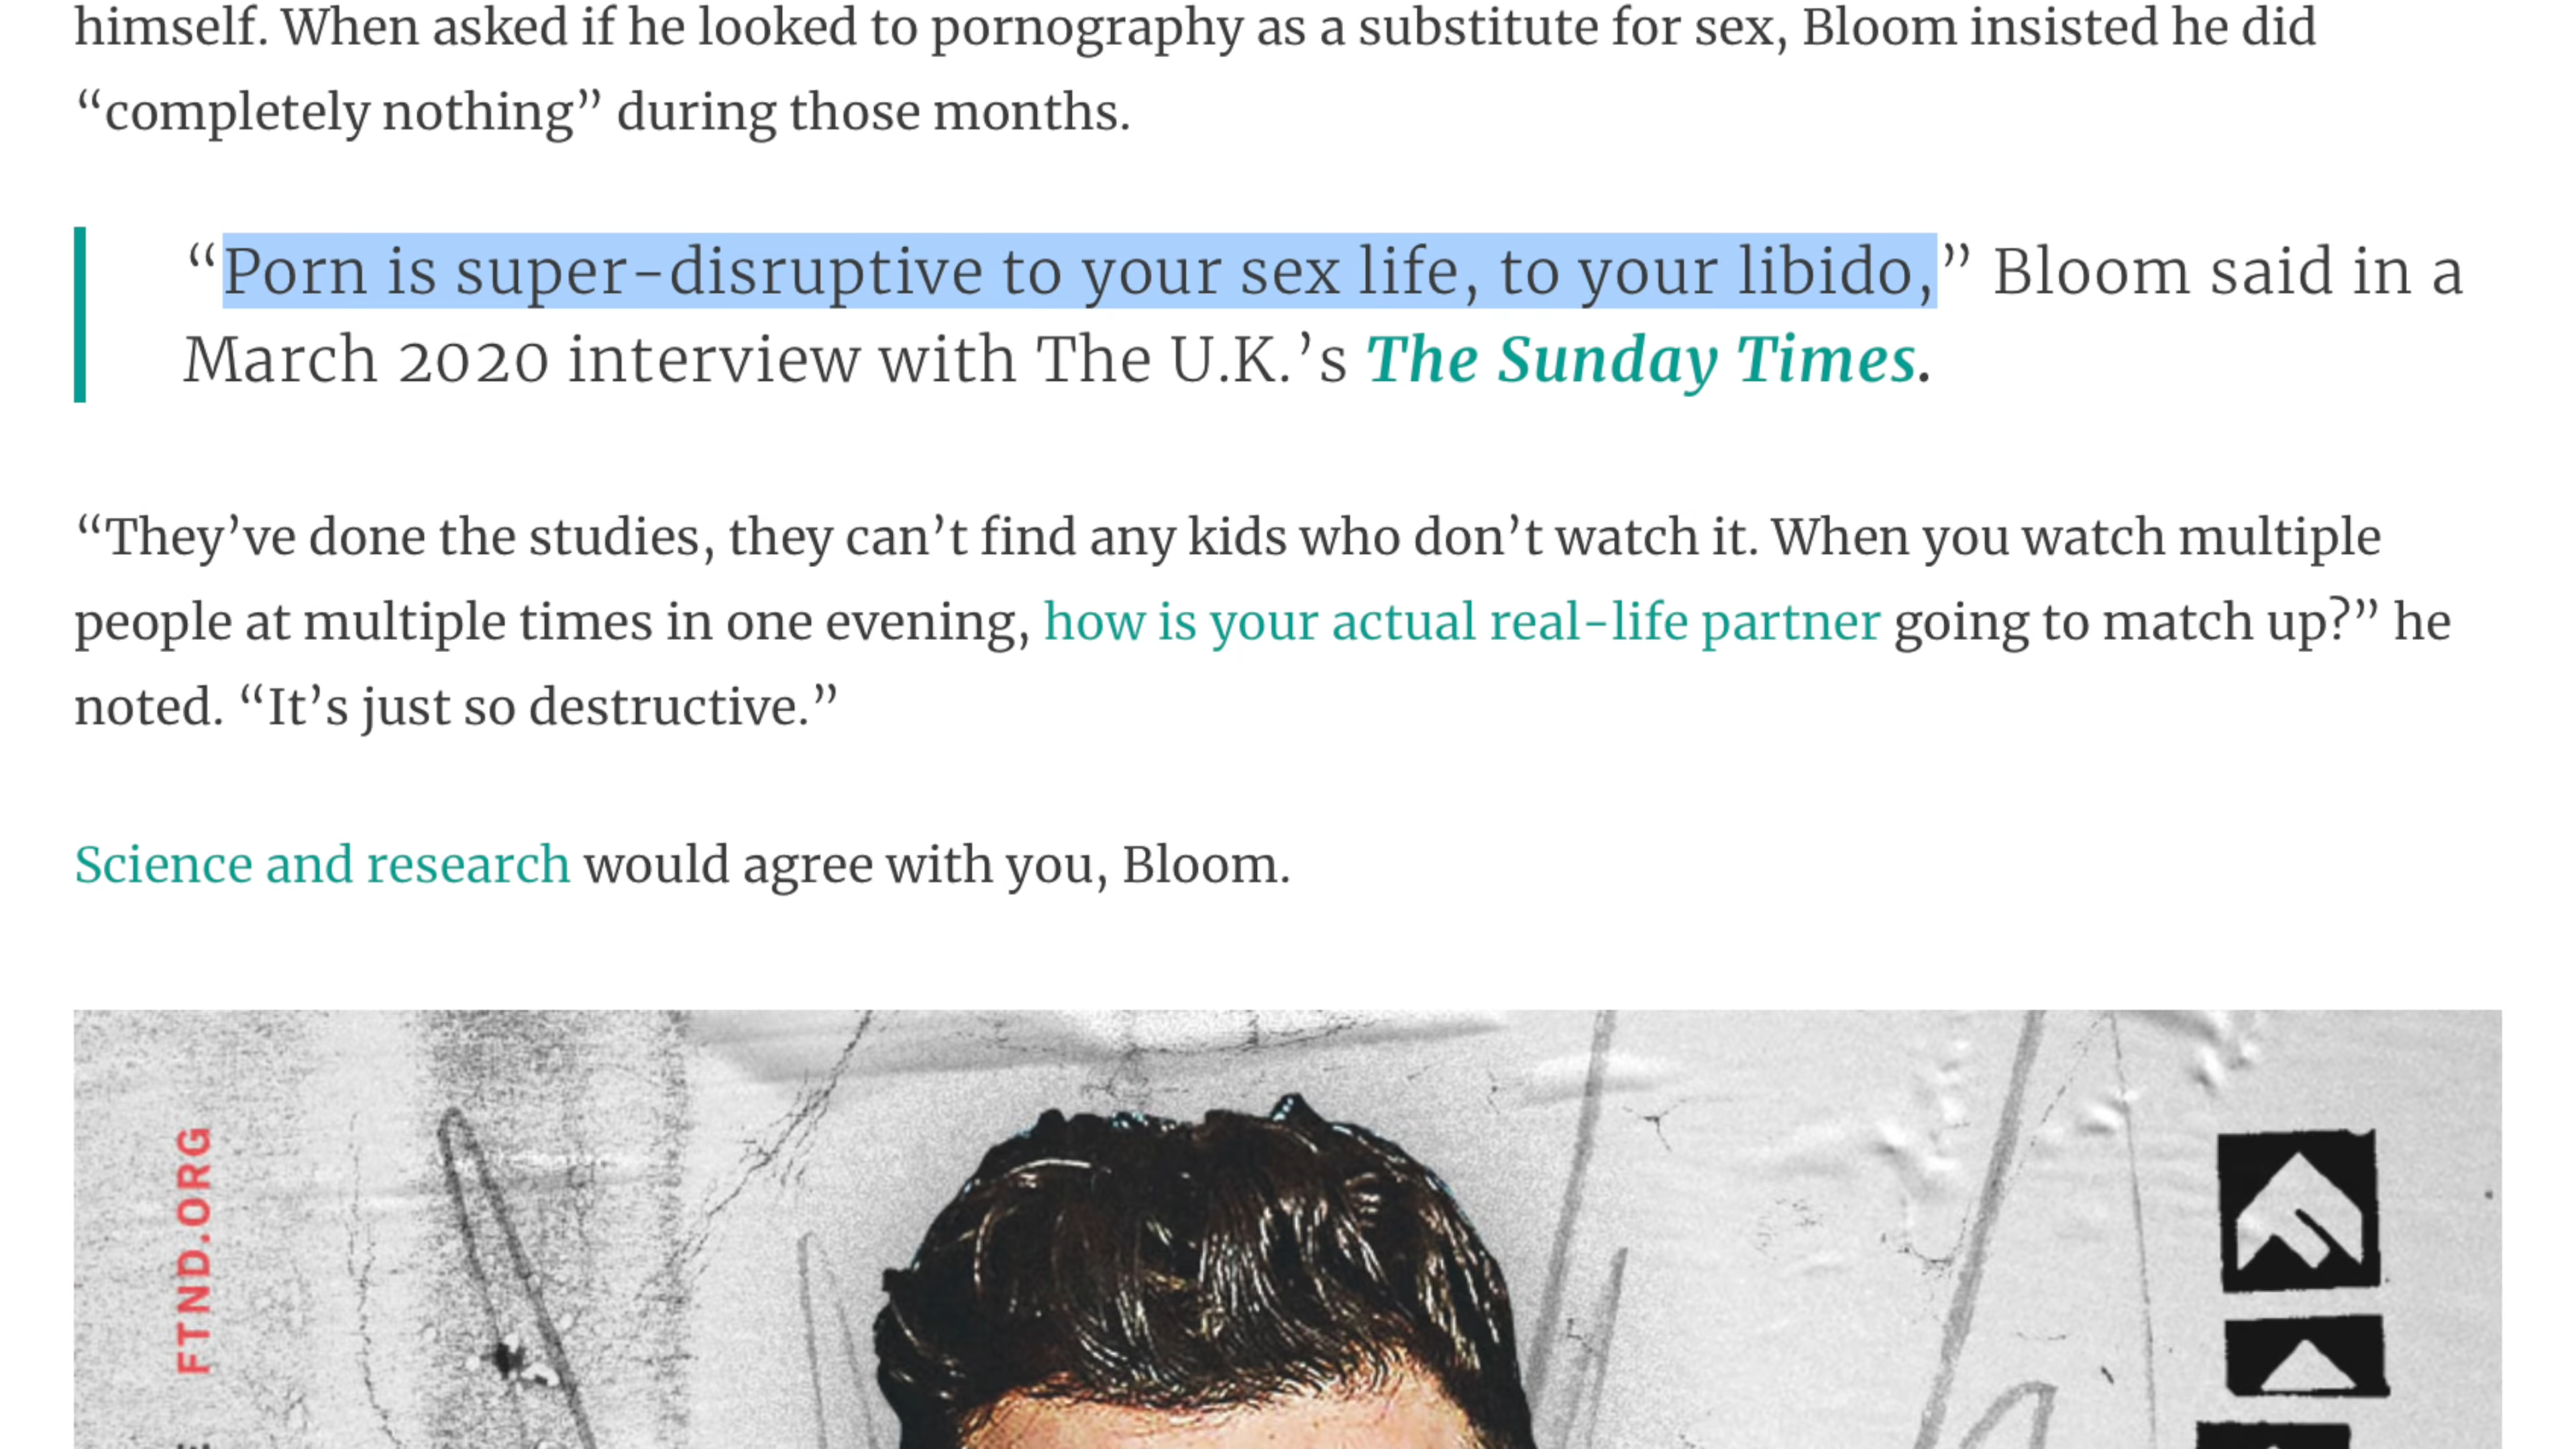 himself. When asked if he looked to pornography as a substitute for sex, Bloom insisted he did
“completely nothing” during those months.
“Porn is super-disruptive to your sex life, to your libido,” Bloom said in a
March 2020 interview with The U.K.’s The Sunday Times.
“They’ve done the studies, they can’t find any kids who don’t watch it. When you watch multiple
people at multiple times in one evening, how is your actual real-life partner going to match up?” he
noted. “It’s just so destructive.”
Science and research would agree with you, Bloom.
FTND.ORG